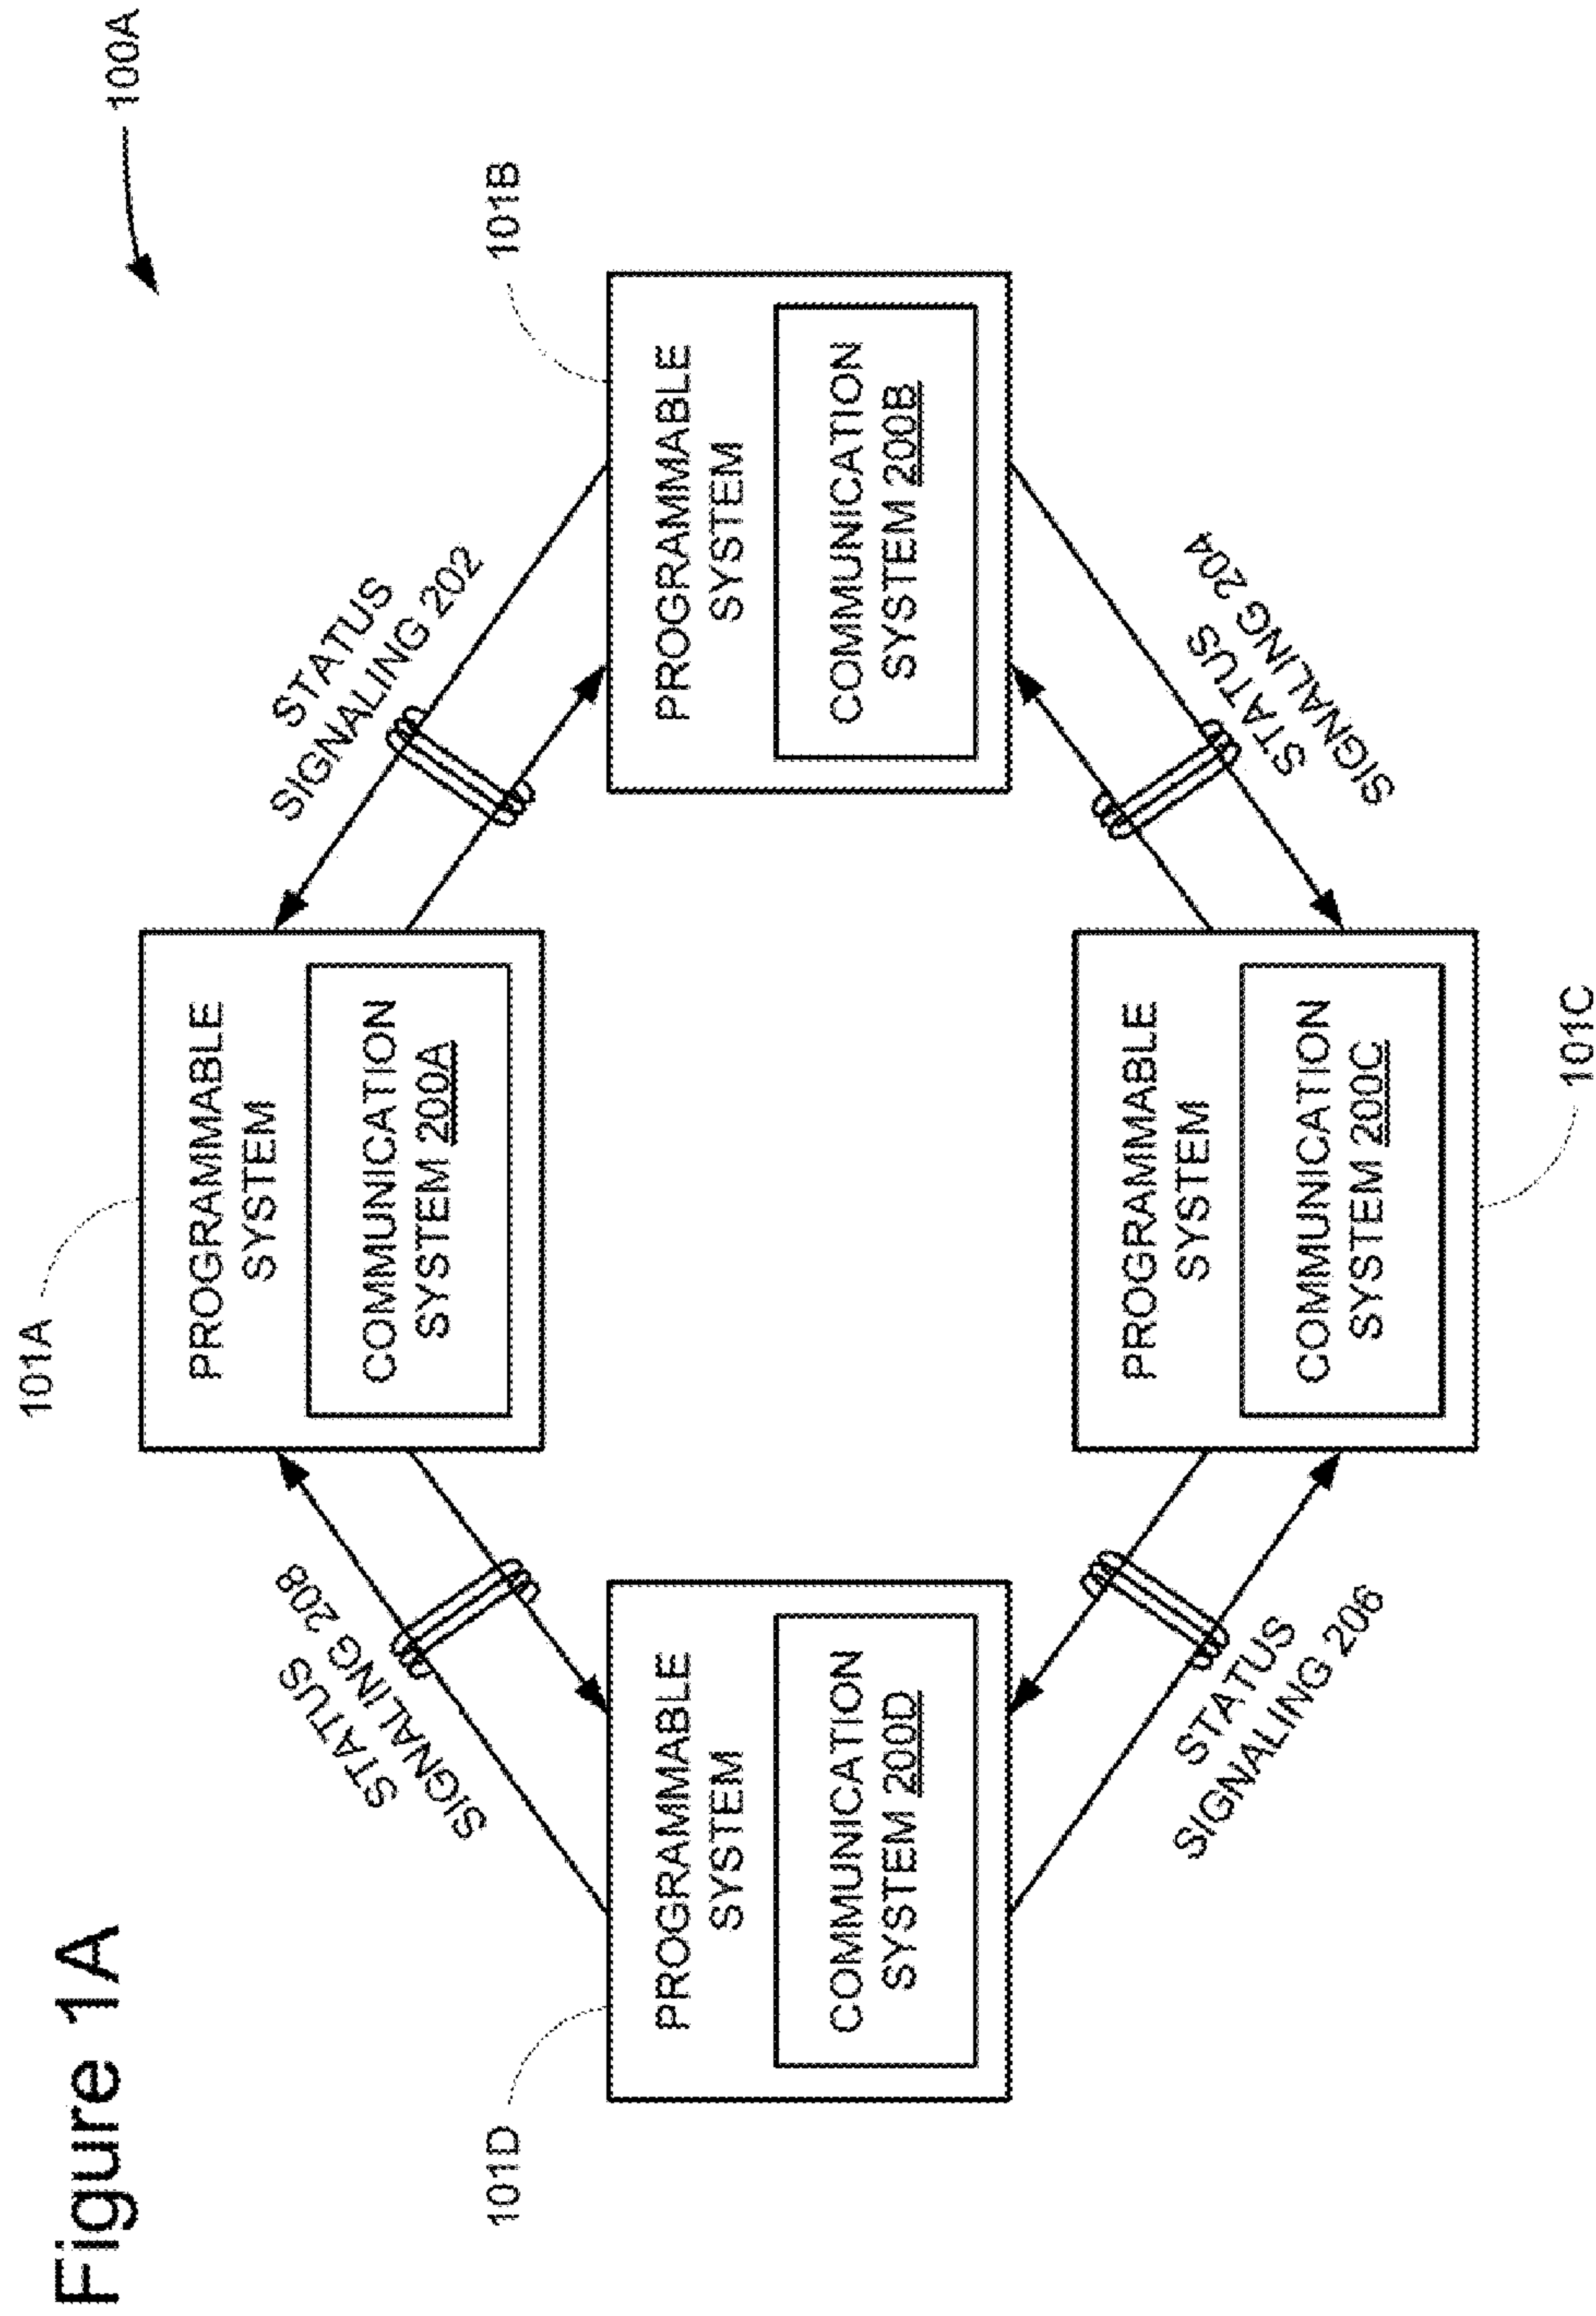 Figure 1A
100A
101A
PROGRAMMABLE
SYSTEM
COMMUNICATION
SYSTEM 200A
STATUS
SIGNALING 208
STATUS
SIGNALING 202
101D
PROGRAMMABLE
SYSTEM
COMMUNICATION
SYSTEM 200D
101B
PROGRAMMABLE
SYSTEM
COMMUNICATION
SYSTEM 200B
STATUS
SIGNALING 206
STATUS
SIGNALING 204
PROGRAMMABLE
SYSTEM
COMMUNICATION
SYSTEM 200C
101C